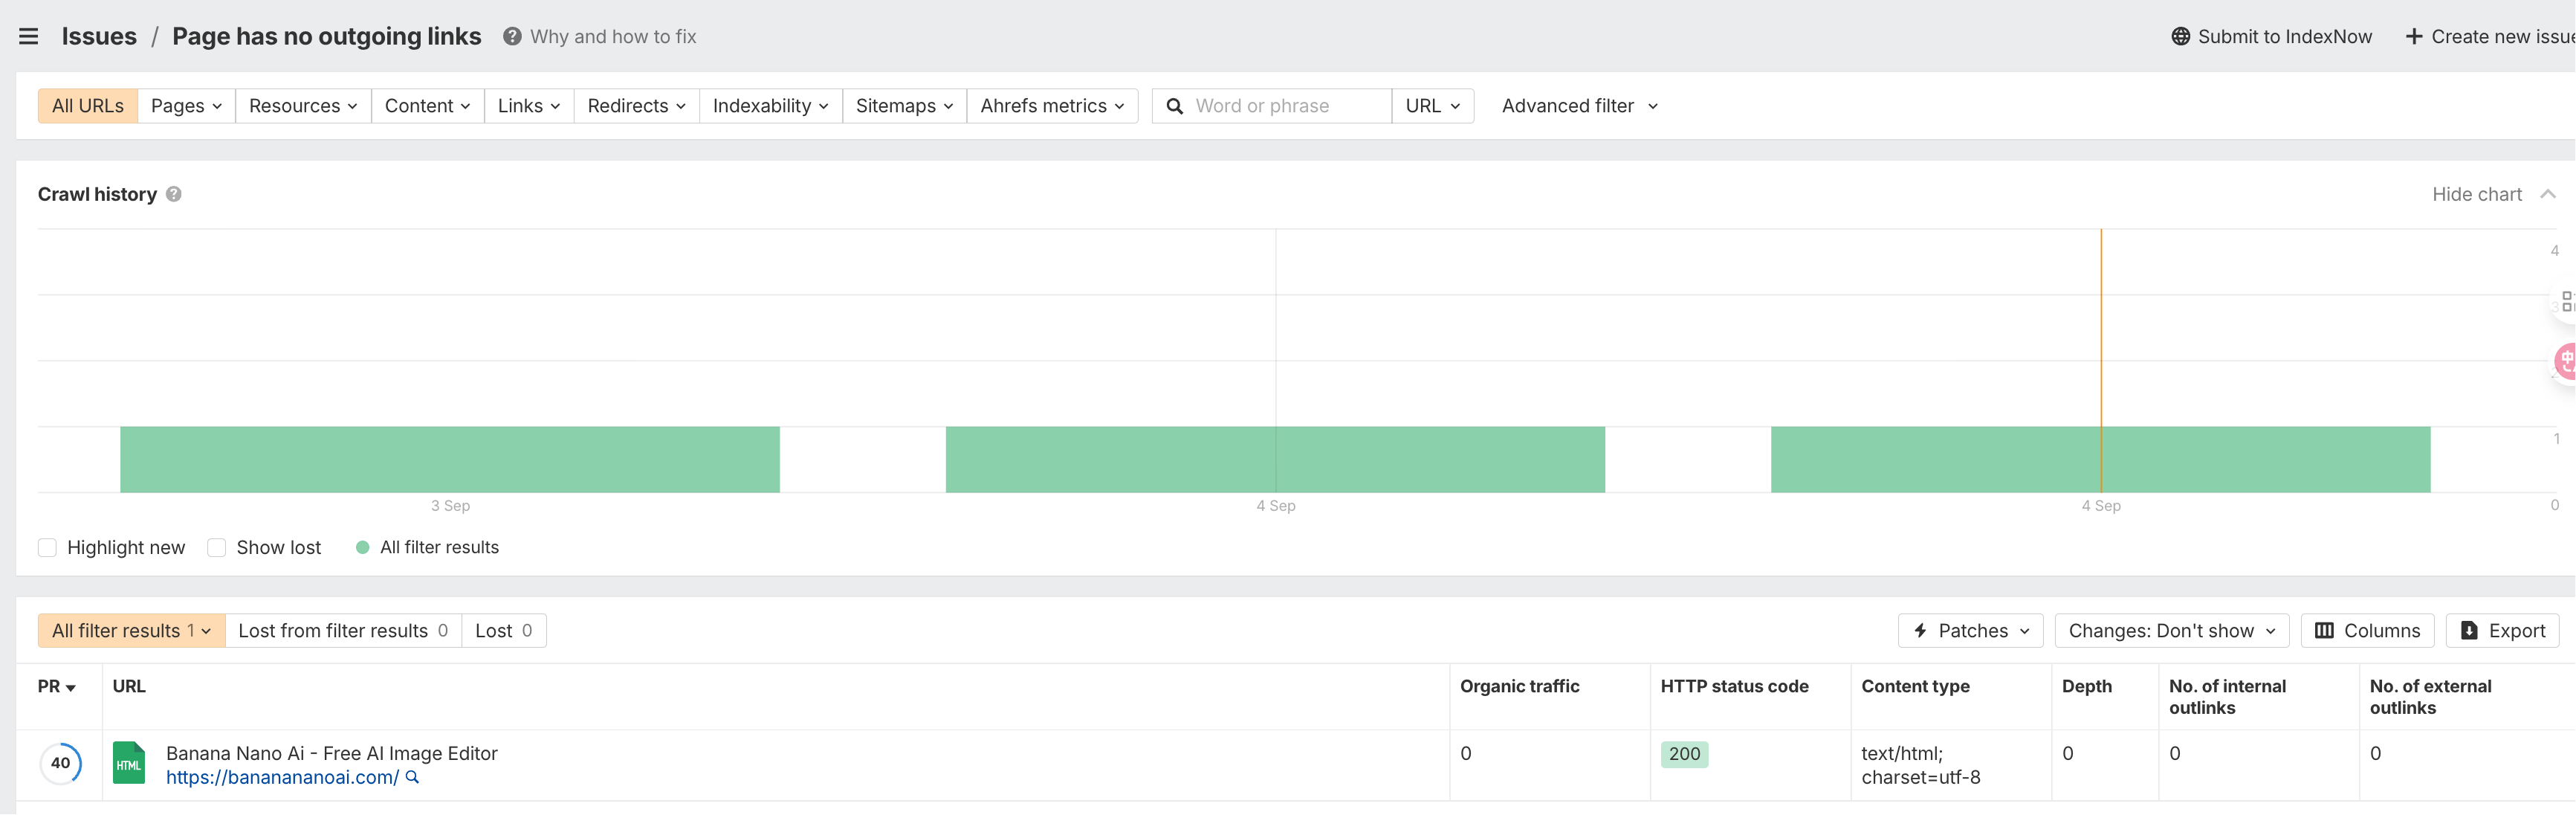 Issues / Page has no outgoing links Why and how to fix Submit to IndexNow Create new issue
All URLs Pages Resources Content Links Redirects Indexability Sitemaps Ahrefs metrics Word or phrase URL Advanced filter
Crawl history Hide chart
4
3
2
1
0
3 Sep 4 Sep 4 Sep
Highlight new Show lost All filter results
All filter results 1 Lost from filter results 0 Lost 0 Patches Changes: Don't show Columns Export
PR URL Organic traffic HTTP status code Content type Depth No. of internal outlinks No. of external outlinks
40 HTML Banana Nano Ai - Free AI Image Editor 0 200 text/html; 0 0 0
https://banananano​ai.com/ charset=utf-8